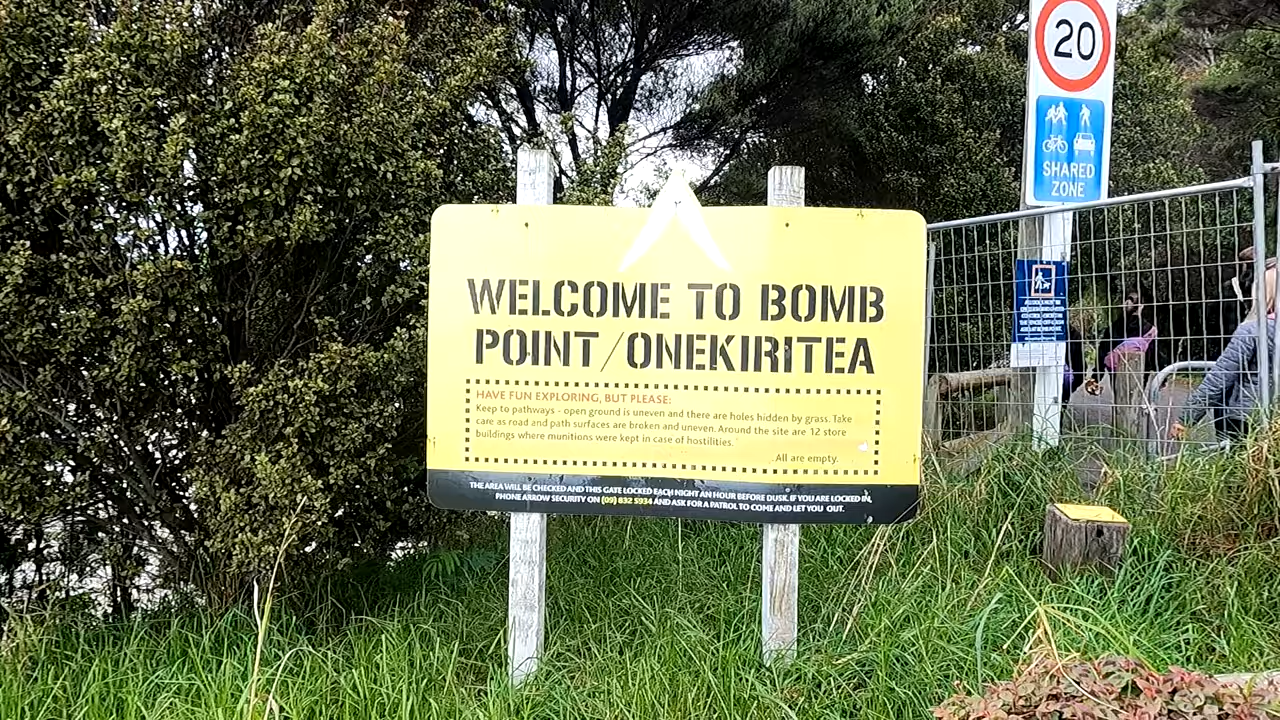 WELCOME TO BOMB
POINT/ONEKIRITEA
HAVE FUN EXPLORING, BUT PLEASE:
Keep to pathways - open ground is uneven and there are holes hidden by grass. Take
care as road and path surfaces are broken and uneven. Around the site are 12 store
buildings where munitions were kept in case of hostilities.
..All are empty.
THE AREA WILL BE CHECKED AND THIS GATE LOCKED EACH NIGHT AN HOUR BEFORE DUSK. IF YOU ARE LOCKED IN,
PHONE ARROW SECURITY ON (09) 832 5934 AND ASK FOR A PATROL TO COME AND LET YOU OUT.
20
SHARED
ZONE